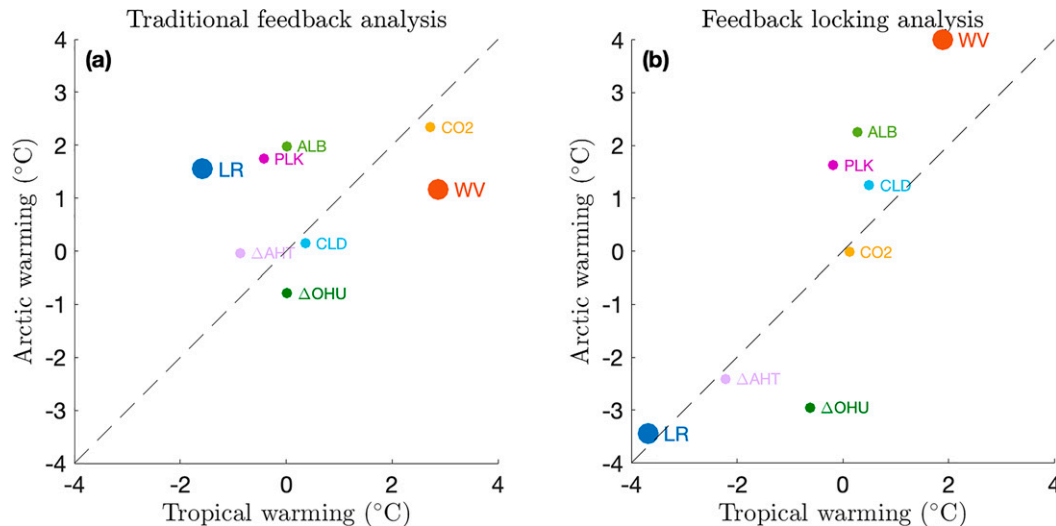 Traditional feedback analysis
(a)
4
3
2
1
0
-1
-2
-3
-4
Arctic warming (°C)
CO2
ALB
PLK
LR
WV
CLD
ΔAHT
ΔOHU
-4
-2
0
2
4
Tropical warming (°C)
Feedback locking analysis
(b)
4
3
2
1
0
-1
-2
-3
-4
Arctic warming (°C)
WV
ALB
PLK
CLD
CO2
ΔAHT
ΔOHU
LR
-4
-2
0
2
4
Tropical warming (°C)